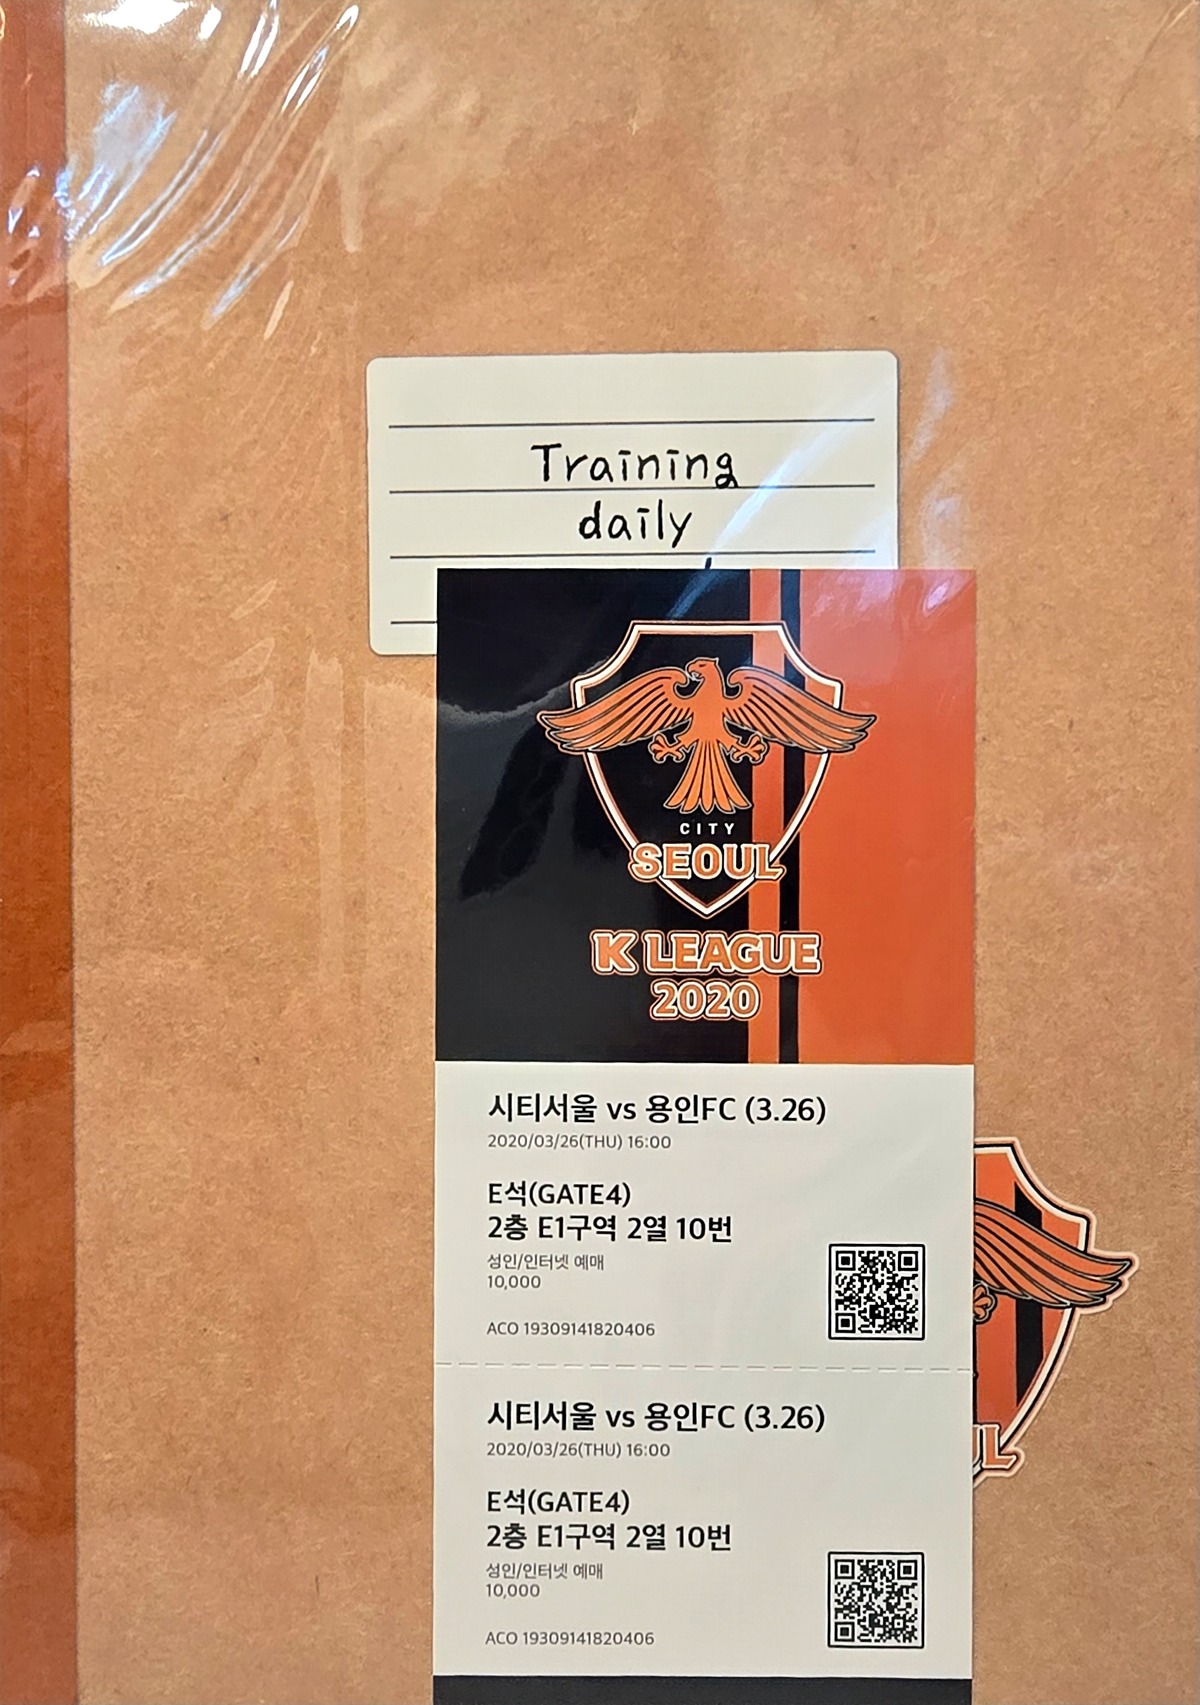 Training
daily
CITY
SEOUL
K LEAGUE
2020
시티서울 vs 용인FC (3.26)
2020/03/26(THU) 16:00
E석(GATE4)
2층 E1구역 2열 10번
성인/인터넷 예매
10,000
ACO 19309141820406
시티서울 vs 용인FC (3.26)
2020/03/26(THU) 16:00
E석(GATE4)
2층 E1구역 2열 10번
성인/인터넷 예매
10,000
ACO 19309141820406
UL